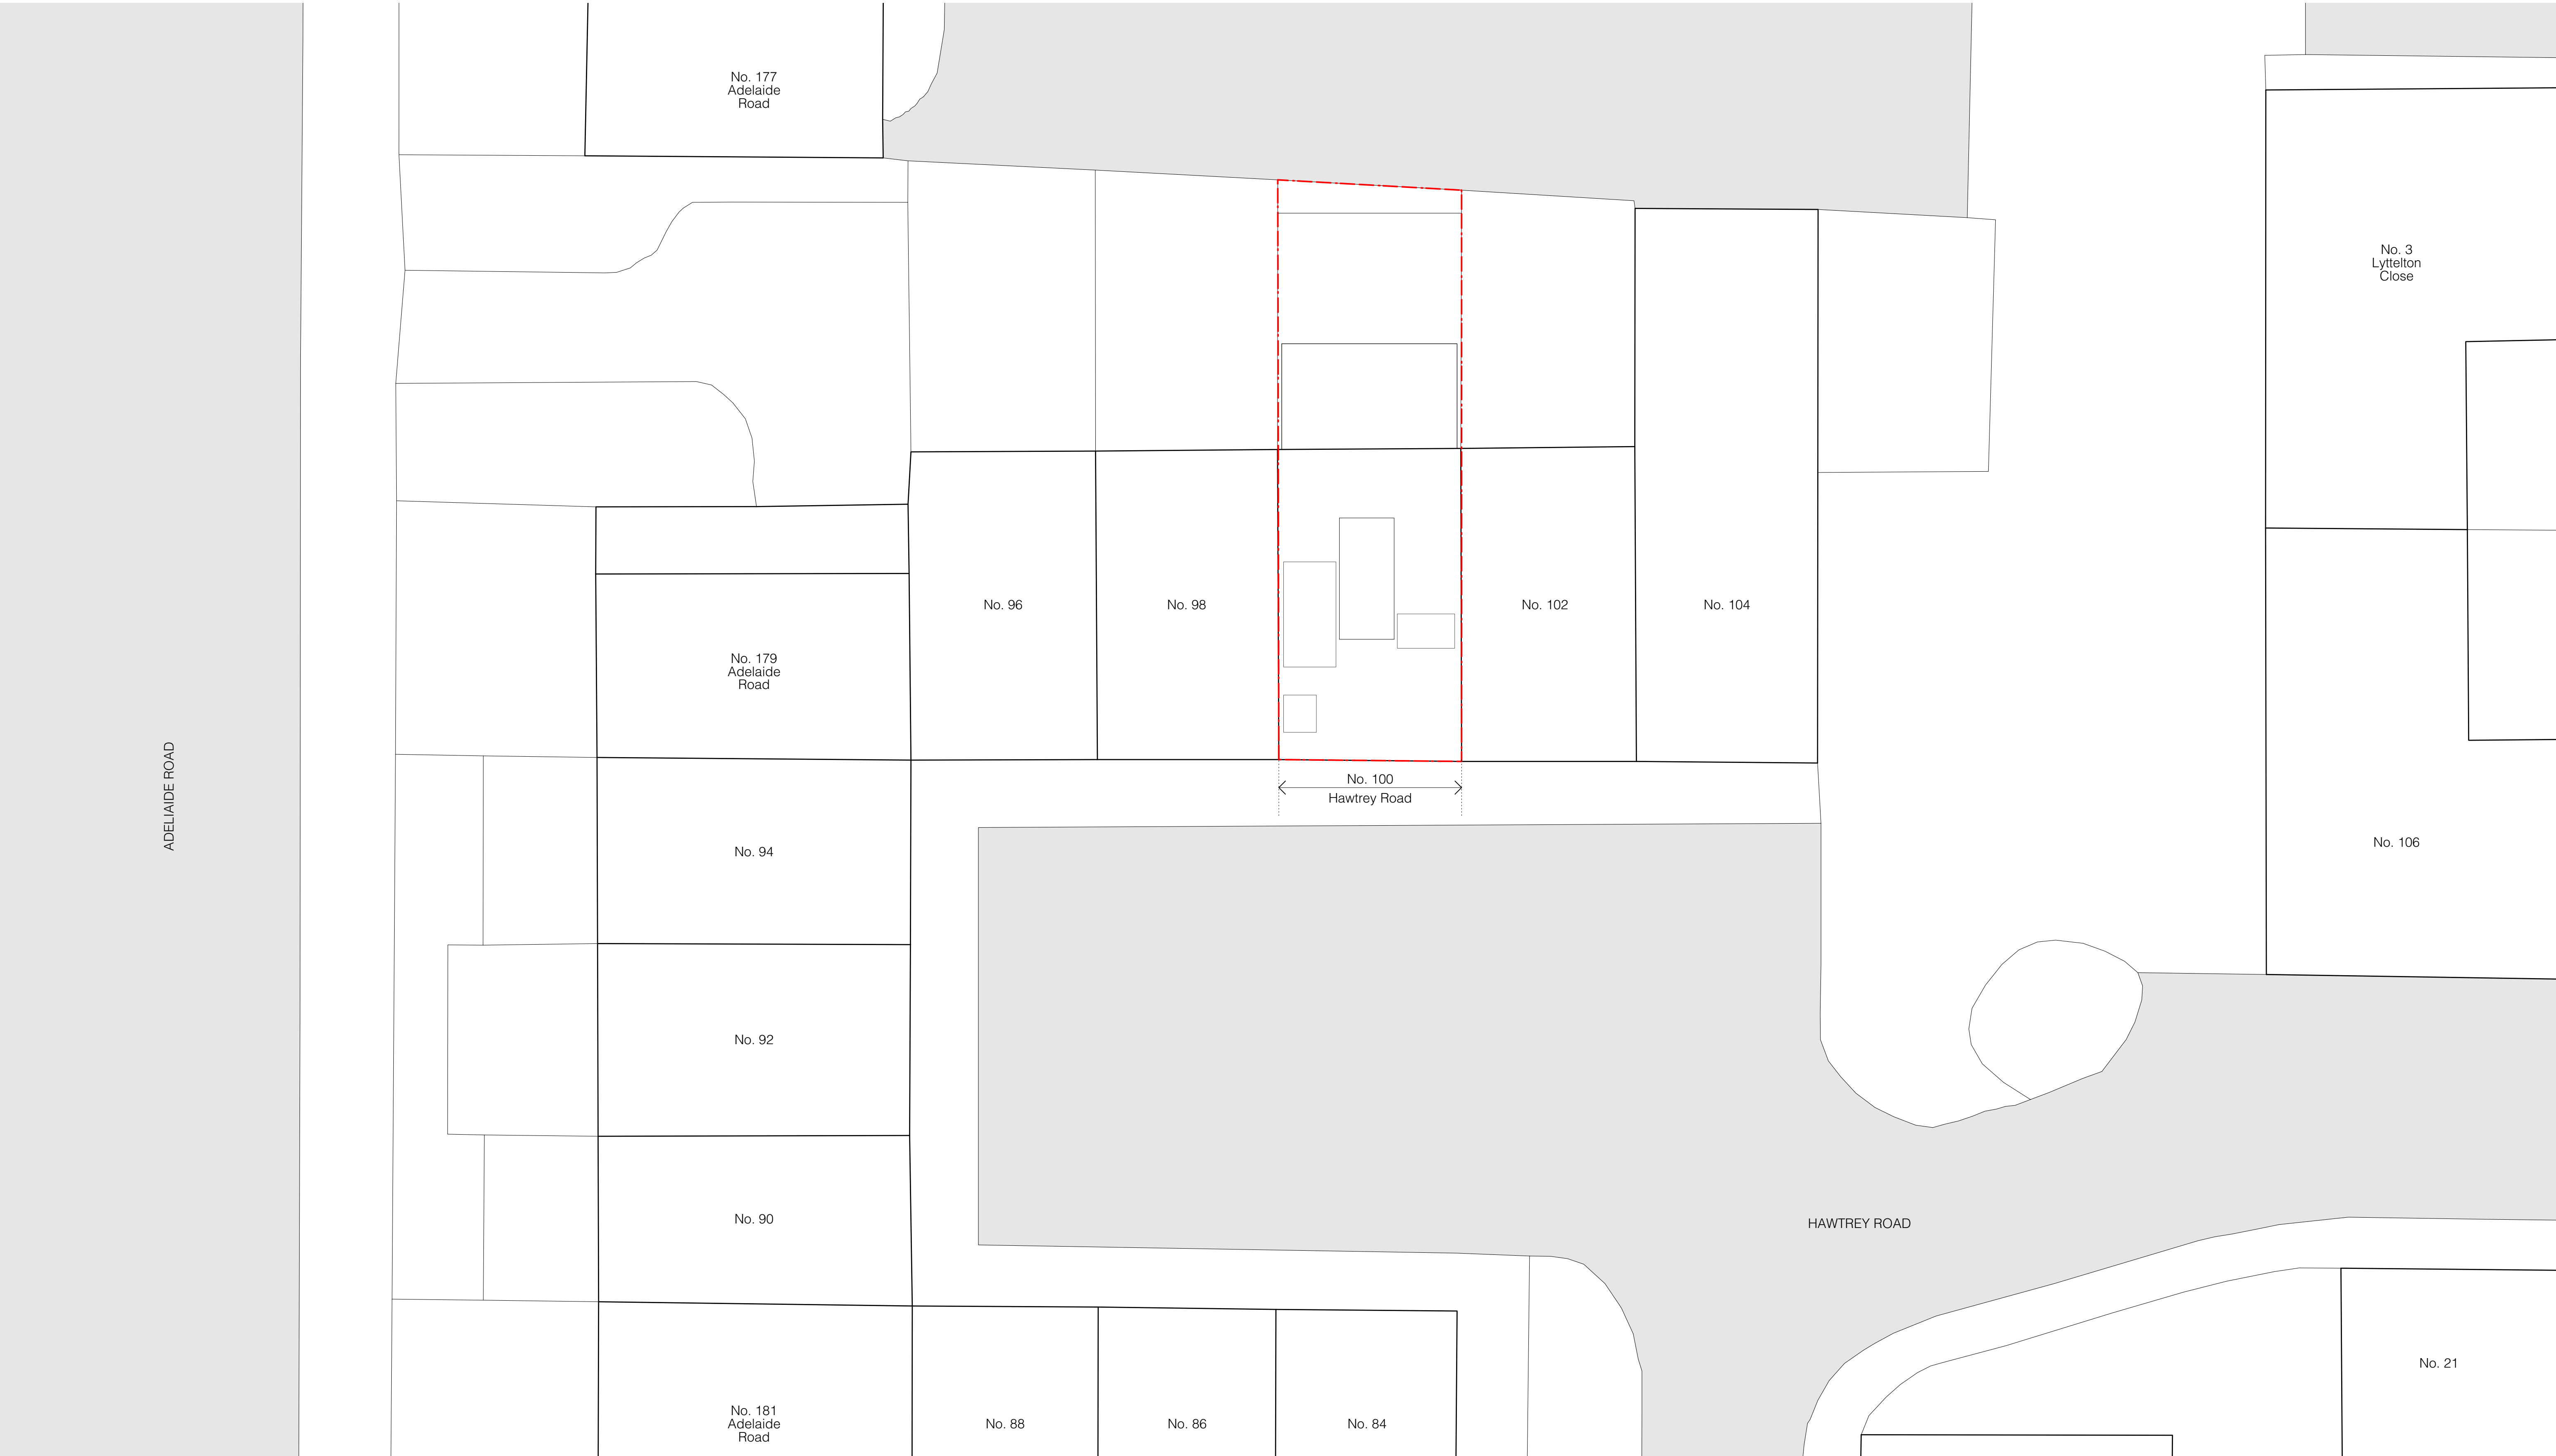 No. 177
Adelaide
Road
No. 3
Lyttelton
Close
No. 96
No. 98
No. 102
No. 104
No. 179
Adelaide
Road
ADELIAIDE ROAD
No. 100
Hawtrey Road
No. 94
No. 106
No. 92
No. 90
HAWTREY ROAD
No. 21
No. 181
Adelaide
Road
No. 88
No. 86
No. 84